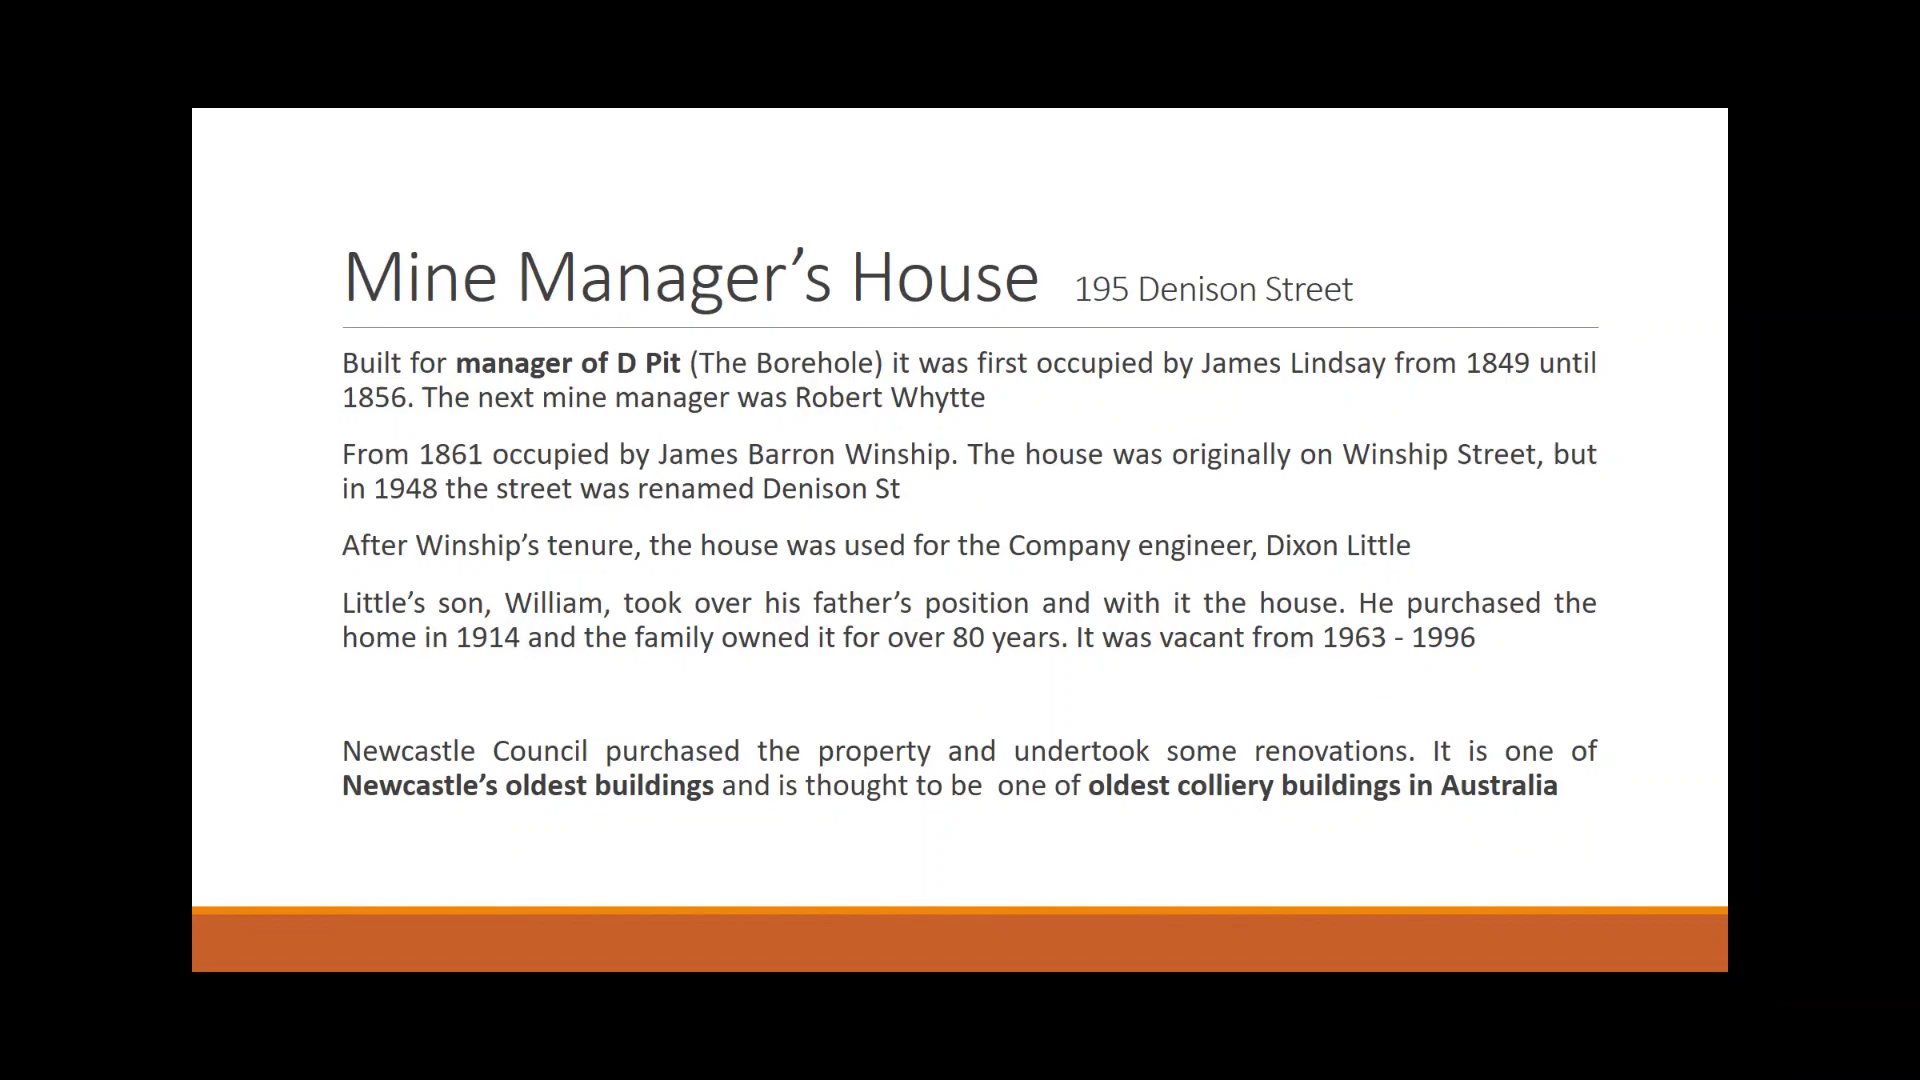 Mine Manager’s House 195 Denison Street
Built for manager of D Pit (The Borehole) it was first occupied by James Lindsay from 1849 until
1856. The next mine manager was Robert Whytte
From 1861 occupied by James Barron Winship. The house was originally on Winship Street, but
in 1948 the street was renamed Denison St
After Winship’s tenure, the house was used for the Company engineer, Dixon Little
Little’s son, William, took over his father’s position and with it the house. He purchased the
home in 1914 and the family owned it for over 80 years. It was vacant from 1963 - 1996
Newcastle Council purchased the property and undertook some renovations. It is one of
Newcastle’s oldest buildings and is thought to be one of oldest colliery buildings in Australia